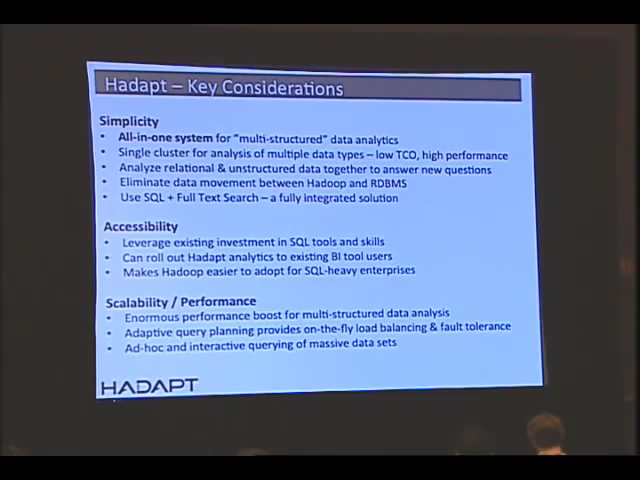 Hadapt – Key Considerations
Simplicity
• All-in-one system for "multi-structured" data analytics
• Single cluster for analysis of multiple data types – low TCO, high performance
• Analyze relational & unstructured data together to answer new questions
• Eliminate data movement between Hadoop and RDBMS
• Use SQL + Full Text Search – a fully integrated solution
Accessibility
• Leverage existing investment in SQL tools and skills
• Can roll out Hadapt analytics to existing BI tool users
• Makes Hadoop easier to adopt for SQL-heavy enterprises
Scalability / Performance
• Enormous performance boost for multi-structured data analysis
• Adaptive query planning provides on-the-fly load balancing & fault tolerance
• Ad-hoc and interactive querying of massive data sets
HADAPT